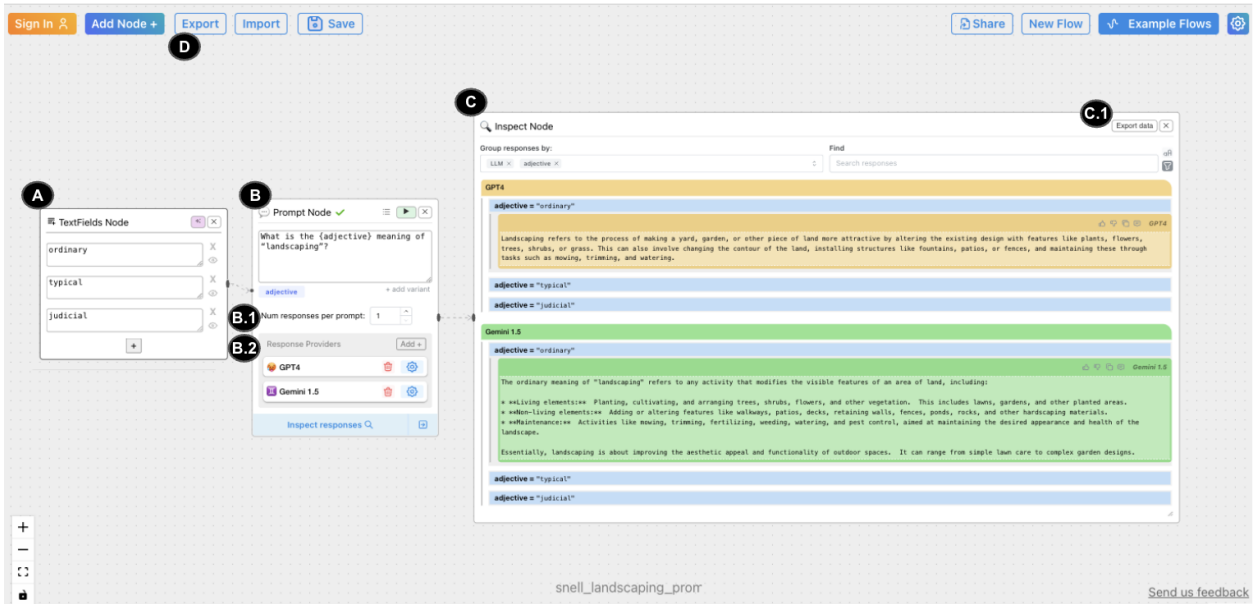 Sign In
Add Node +
Export
Import
Save
Share
New Flow
Example Flows
D
C
C.1
Inspect Node
Export data
Group responses by:
Find
LLM ×
adjective ×
Search responses
A
TextFields Node
ordinary
typical
judicial
+
B
Prompt Node
What is the {adjective} meaning of
"landscaping"?
adjective
+ add variant
B.1
Num responses per prompt:
1
B.2
Response Providers
Add +
GPT4
Gemini 1.5
Inspect responses
GPT4
adjective = "ordinary"
GPT4
Landscaping refers to the process of making a yard, garden, or other piece of land more attractive by altering the existing design with features like plants, flowers,
trees, shrubs, or grass. This can also involve changing the contour of the land, installing structures like fountains, patios, or fences, and maintaining these through
tasks such as mowing, trimming, and watering.
adjective = "typical"
adjective = "judicial"
Gemini 1.5
adjective = "ordinary"
Gemini 1.5
The ordinary meaning of "landscaping" refers to any activity that modifies the visible features of an area of land, including:
* **Living elements:** Planting, cultivating, and arranging trees, shrubs, flowers, and other vegetation. This includes lawns, gardens, and other planted areas.
* **Non-living elements:** Adding or altering features like walkways, patios, decks, retaining walls, fences, ponds, rocks, and other hardscaping materials.
* **Maintenance:** Activities like mowing, trimming, fertilizing, weeding, watering, and pest control, aimed at maintaining the desired appearance and health of the
landscape.
Essentially, landscaping is about improving the aesthetic appeal and functionality of outdoor spaces. It can range from simple lawn care to complex garden designs.
adjective = "typical"
adjective = "judicial"
snell_landscaping_prom
Send us feedback